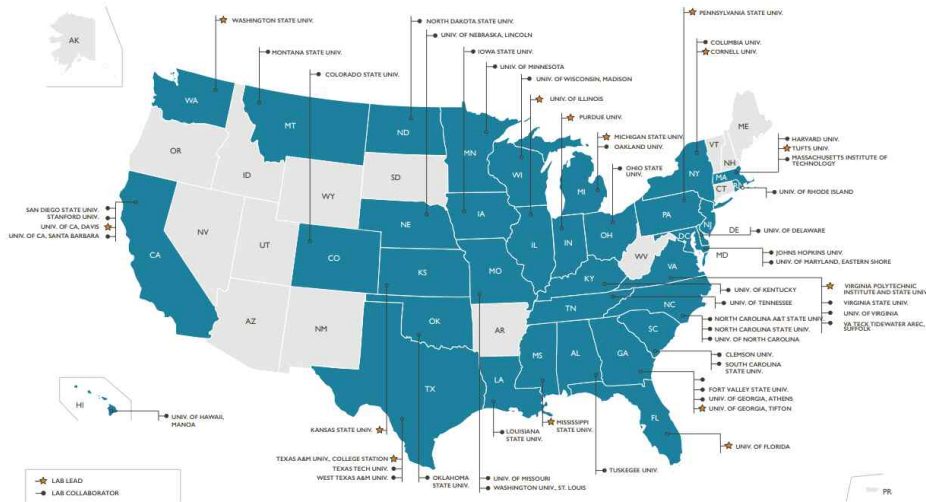 AK
WASHINGTON STATE UNIV.
MONTANA STATE UNIV.
COLORADO STATE UNIV.
NORTH DAKOTA STATE UNIV.
UNIV. OF NEBRASKA, LINCOLN
IOWA STATE UNIV.
UNIV. OF MINNESOTA
UNIV. OF WISCONSIN, MADISON
UNIV. OF ILLINOIS
PURDUE UNIV.
MICHIGAN STATE UNIV.
OAKLAND UNIV.
OHIO STATE
UNIV.
PENNSYLVANIA STATE UNIV.
COLUMBIA UNIV.
CORNELL UNIV.
HARVARD UNIV.
TUFTS UNIV.
MASSACHUSETTS INSTITUTE OF
TECHNOLOGY
UNIV. OF RHODE ISLAND
UNIV. OF DELAWARE
JOHNS HOPKINS UNIV.
UNIV. OF MARYLAND, EASTERN SHORE
VIRGINIA POLYTECHNIC
INSTITUTE AND STATE UNIV.
VIRGINIA STATE UNIV.
UNIV. OF VIRGINIA
VA TECK TIDEWATER AREC,
SUFFOLK
UNIV. OF KENTUCKY
UNIV. OF TENNESSEE
NORTH CAROLINA A&T STATE UNIV.
NORTH CAROLINA STATE UNIV.
UNIV. OF NORTH CAROLINA
CLEMSON UNIV.
SOUTH CAROLINA
STATE UNIV.
FORT VALLEY STATE UNIV.
UNIV. OF GEORGIA, ATHENS
UNIV. OF GEORGIA, TIFTON
UNIV. OF FLORIDA
TUSKEGEE UNIV.
MISSISSIPPI
STATE UNIV.
LOUISIANA
STATE UNIV.
UNIV. OF MISSOURI
WASHINGTON UNIV., ST. LOUIS
OKLAHOMA
STATE UNIV.
KANSAS STATE UNIV.
TEXAS A&M UNIV., COLLEGE STATION
TEXAS TECH UNIV.
WEST TEXAS A&M UNIV.
SAN DIEGO STATE UNIV.
STANFORD UNIV.
UNIV. OF CA, DAVIS
UNIV. OF CA, SANTA BARBARA
UNIV. OF HAWAII,
MANOA
WA
OR
ID
MT
ND
SD
WY
NV
UT
CA
AZ
NM
CO
NE
KS
OK
TX
MN
IA
MO
AR
LA
WI
IL
MI
IN
OH
KY
TN
MS
AL
GA
FL
SC
NC
VA
WV
PA
NY
VT
NH
ME
MA
RI
CT
NJ
DE
DC
MD
HI
PR
LAB LEAD
LAB COLLABORATOR